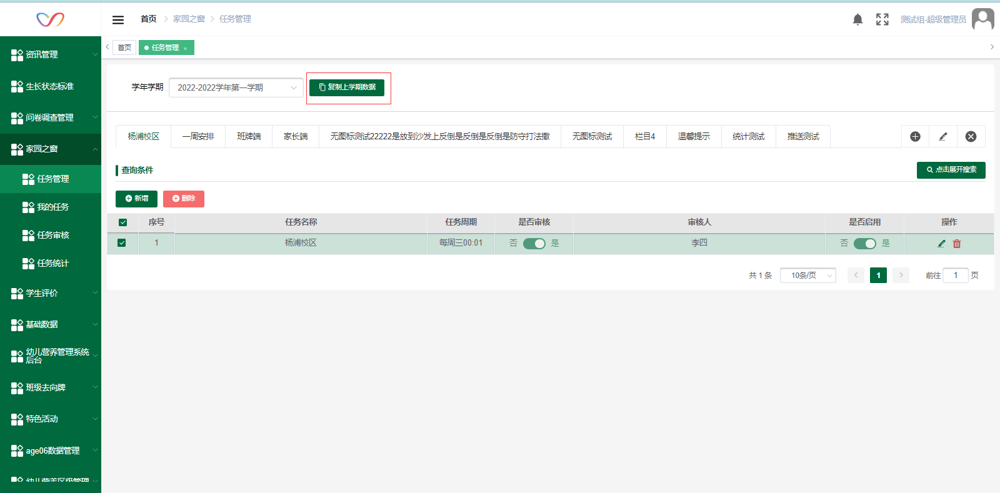 首页 家园之窗 任务管理
测试组-超级管理员
首页 任务管理 ×
资讯管理
生长状态标准
问卷调查管理
家园之窗
任务管理
我的任务
任务审核
任务统计
学生评价
基础数据
幼儿营养管理系统
后台
班级去向牌
特色活动
age06数据管理
幼儿营养区级管理
学年学期 2022-2022学年第一学期 复制上学期数据
杨浦校区 一周安排 班牌端 家长端 无图标测试22222是放到沙发上反倒是反倒是反倒是防守打法撒 无图标测试 栏目4 温馨提示 统计测试 推送测试
查询条件 点击展开搜索
新增 删除
序号 任务名称 任务周期 是否审核 审核人 是否启用 操作
1 杨浦校区 每周三00:01 否 是 李四 否 是
共 1 条 10条/页 1 前往 1 页